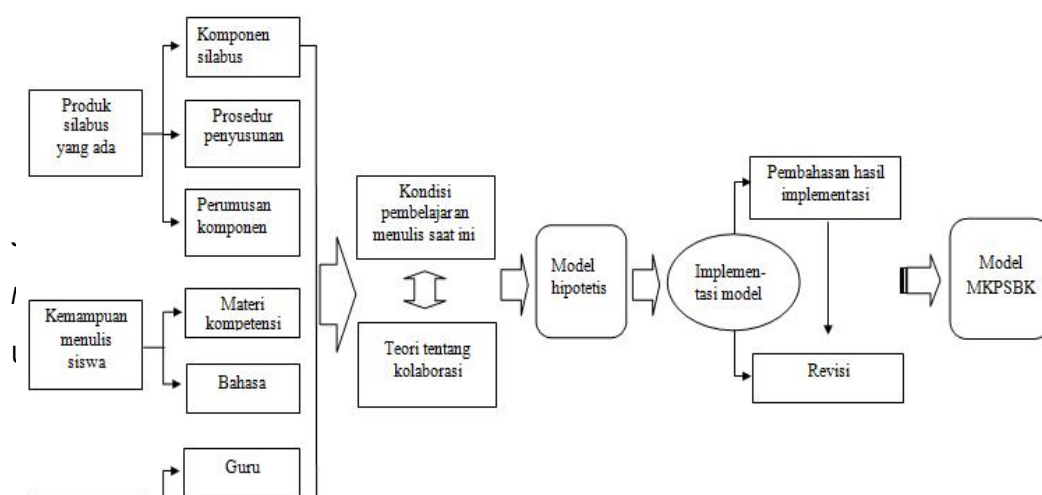 Komponen
silabus
Produk
silabus
yang ada
Prosedur
penyusunan
Perumusan
komponen
Kemampuan
menulis
siswa
Materi
kompetensi
Bahasa
Guru
Kondisi
pembelajaran
menulis saat ini
Teori tentang
kolaborasi
Model
hipotetis
Implemen-
tasi model
Pembahasan hasil
implementasi
Revisi
Model
MKPSBK